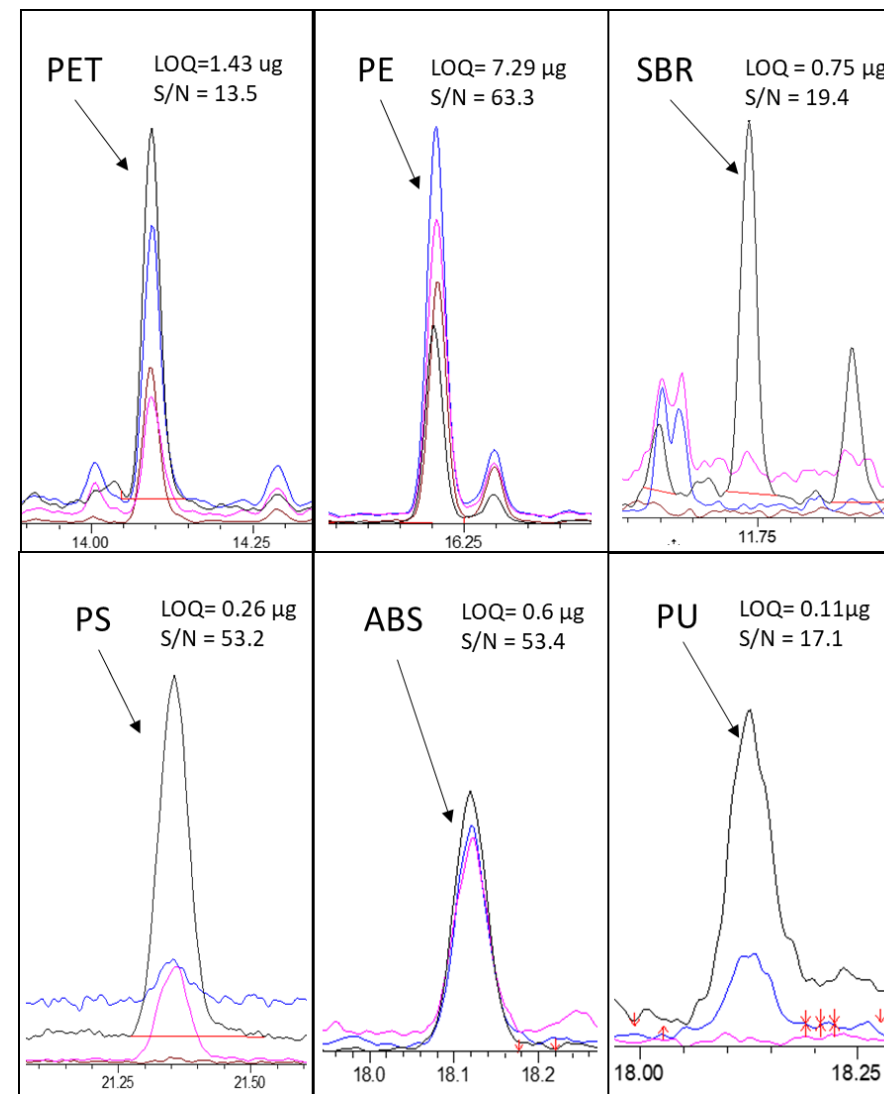 PET
LOQ=1.43 ug
S/N = 13.5
14.00 14.25
PE
LOQ= 7.29 µg
S/N = 63.3
16.25
SBR
LOQ = 0.75 µg
S/N = 19.4
11.75
PS
LOQ= 0.26 µg
S/N = 53.2
21.25 21.50
ABS
LOQ= 0.6 µg
S/N = 53.4
18.0 18.1 18.2
PU
LOQ= 0.11µg
S/N = 17.1
18.00 18.25